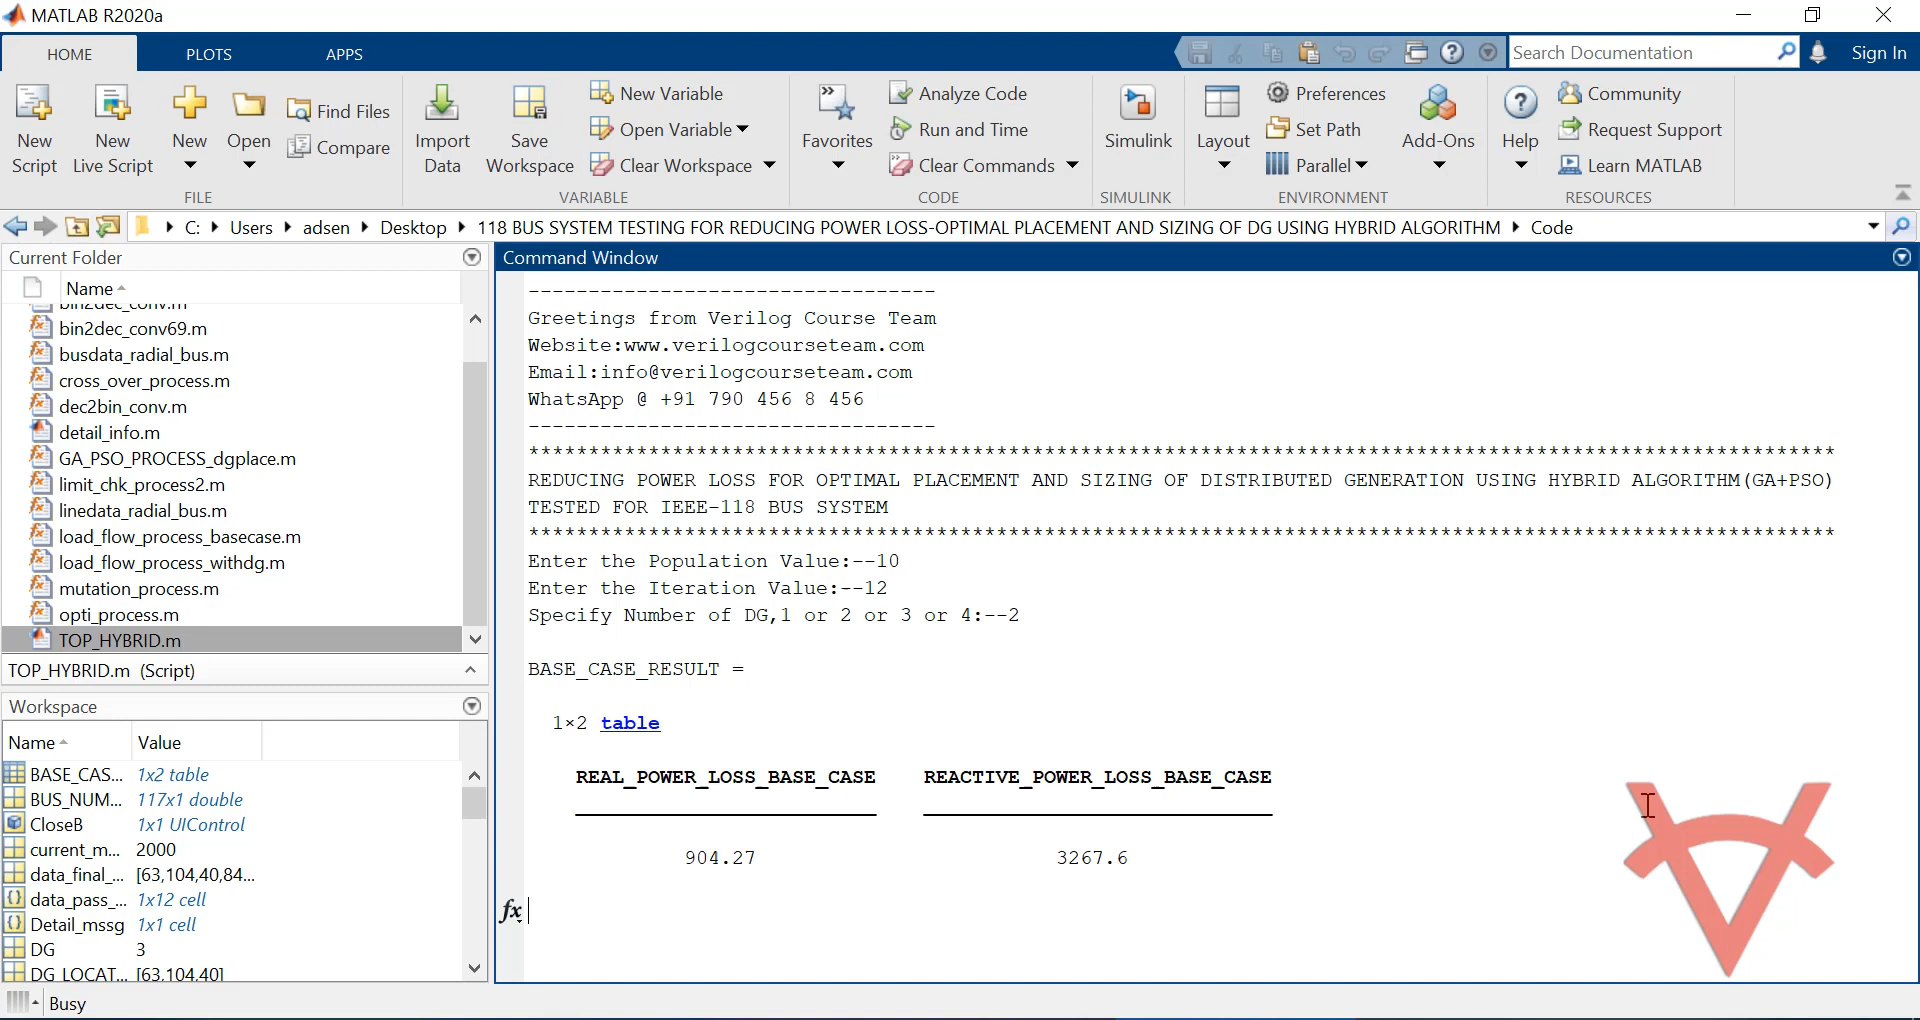 MATLAB R2020a
HOME PLOTS APPS Search Documentation Sign In
New Script
New Live Script
New
Open
Find Files
Compare
FILE
Import Data
Save Workspace
New Variable
Open Variable
Clear Workspace
VARIABLE
Favorites
Analyze Code
Run and Time
Clear Commands
CODE
Simulink
SIMULINK
Layout
Preferences
Set Path
Parallel
Add-Ons
ENVIRONMENT
Help
Community
Request Support
Learn MATLAB
RESOURCES
C: Users adsen Desktop 118 BUS SYSTEM TESTING FOR REDUCING POWER LOSS-OPTIMAL PLACEMENT AND SIZING OF DG USING HYBRID ALGORITHM Code
Current Folder
Name
bin2dec_conv.m
bin2dec_conv69.m
busdata_radial_bus.m
cross_over_process.m
dec2bin_conv.m
detail_info.m
GA_PSO_PROCESS_dgplace.m
limit_chk_process2.m
linedata_radial_bus.m
load_flow_process_basecase.m
load_flow_process_withdg.m
mutation_process.m
opti_process.m
TOP_HYBRID.m
TOP_HYBRID.m (Script)
Workspace
Name Value
BASE_CAS... 1x2 table
BUS_NUM... 117x1 double
CloseB 1x1 UIControl
current_m... 2000
data_final_... [63,104,40,84...
data_pass_... 1x12 cell
Detail_mssg 1x1 cell
DG 3
DG_LOCAT... [63,104,40]
Command Window
----------------------------------
Greetings from Verilog Course Team
Website:www.verilogcourseteam.com
Email:info@verilogcourseteam.com
WhatsApp @ +91 790 456 8 456
----------------------------------
*************************************************************************************************************
REDUCING POWER LOSS FOR OPTIMAL PLACEMENT AND SIZING OF DISTRIBUTED GENERATION USING HYBRID ALGORITHM(GA+PSO)
TESTED FOR IEEE-118 BUS SYSTEM
*************************************************************************************************************
Enter the Population Value:--10
Enter the Iteration Value:--12
Specify Number of DG,1 or 2 or 3 or 4:--2
BASE_CASE_RESULT =
1×2 table
REAL_POWER_LOSS_BASE_CASE REACTIVE_POWER_LOSS_BASE_CASE
904.27 3267.6
fx
Busy